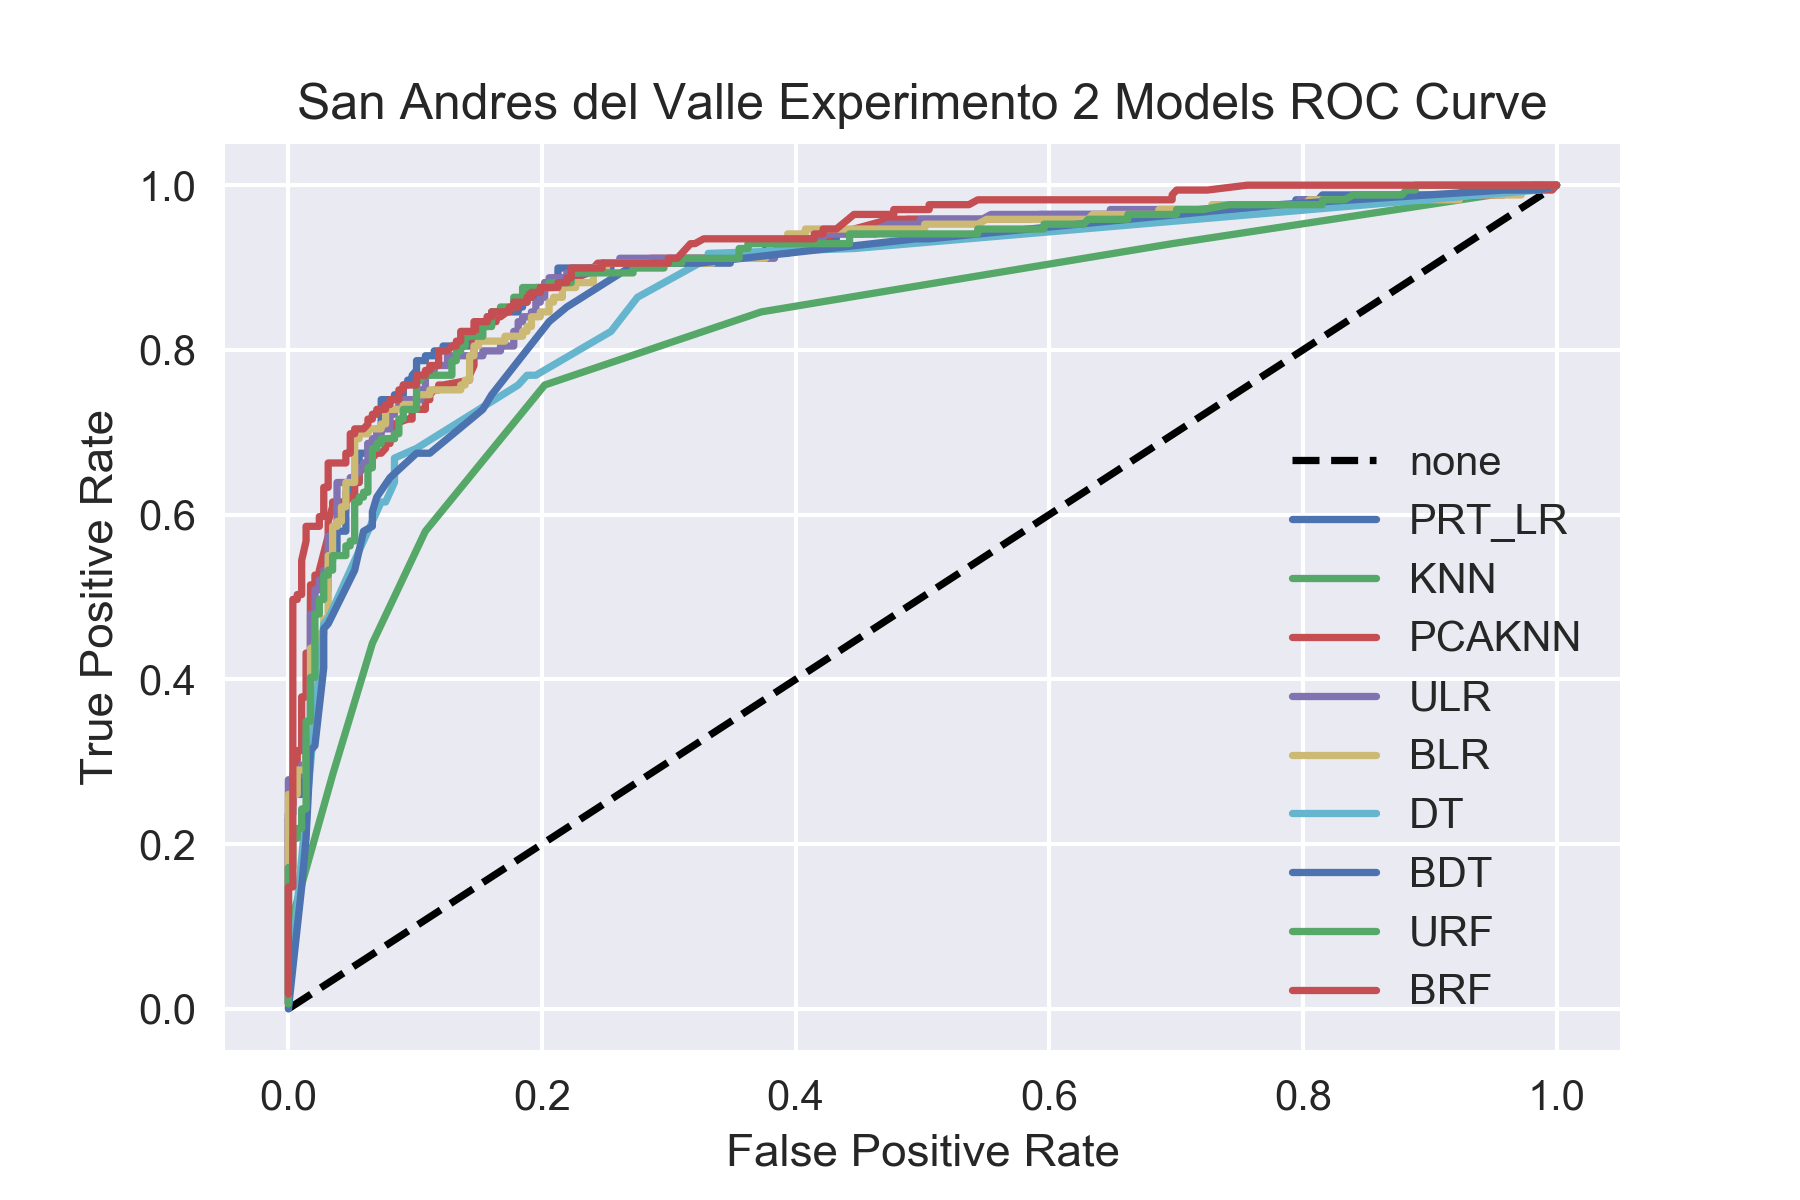 San Andres del Valle Experimento 2 Models ROC Curve
1.0
0.8
0.6
0.4
0.2
0.0
True Positive Rate
none
PRT_LR
KNN
PCAKNN
ULR
BLR
DT
BDT
URF
BRF
0.0 0.2 0.4 0.6 0.8 1.0
False Positive Rate